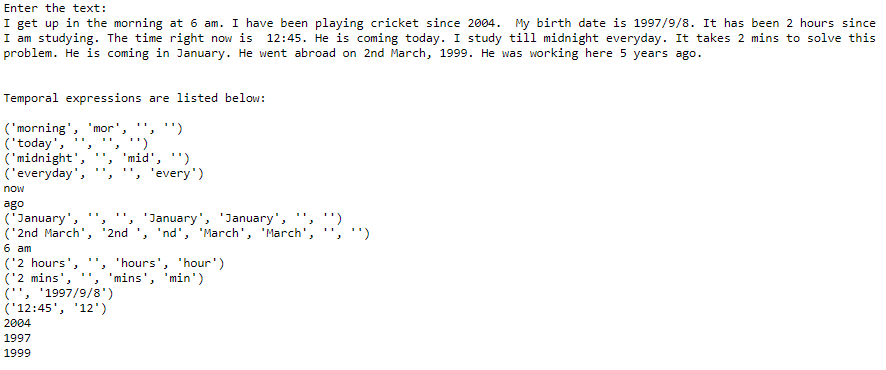 Enter the text:
I get up in the morning at 6 am. I have been playing cricket since 2004.  My birth date is 1997/9/8. It has been 2 hours since
I am studying. The time right now is  12:45. He is coming today. I study till midnight everyday. It takes 2 mins to solve this
problem. He is coming in January. He went abroad on 2nd March, 1999. He was working here 5 years ago.
Temporal expressions are listed below:
('morning', 'mor', '', '')
('today', '', '', '')
('midnight', '', 'mid', '')
('everyday', '', '', 'every')
now
ago
('January', '', '', 'January', 'January', '', '')
('2nd March', '2nd ', 'nd', 'March', 'March', '', '')
6 am
('2 hours', '', 'hours', 'hour')
('2 mins', '', 'mins', 'min')
('', '1997/9/8')
('12:45', '12')
2004
1997
1999